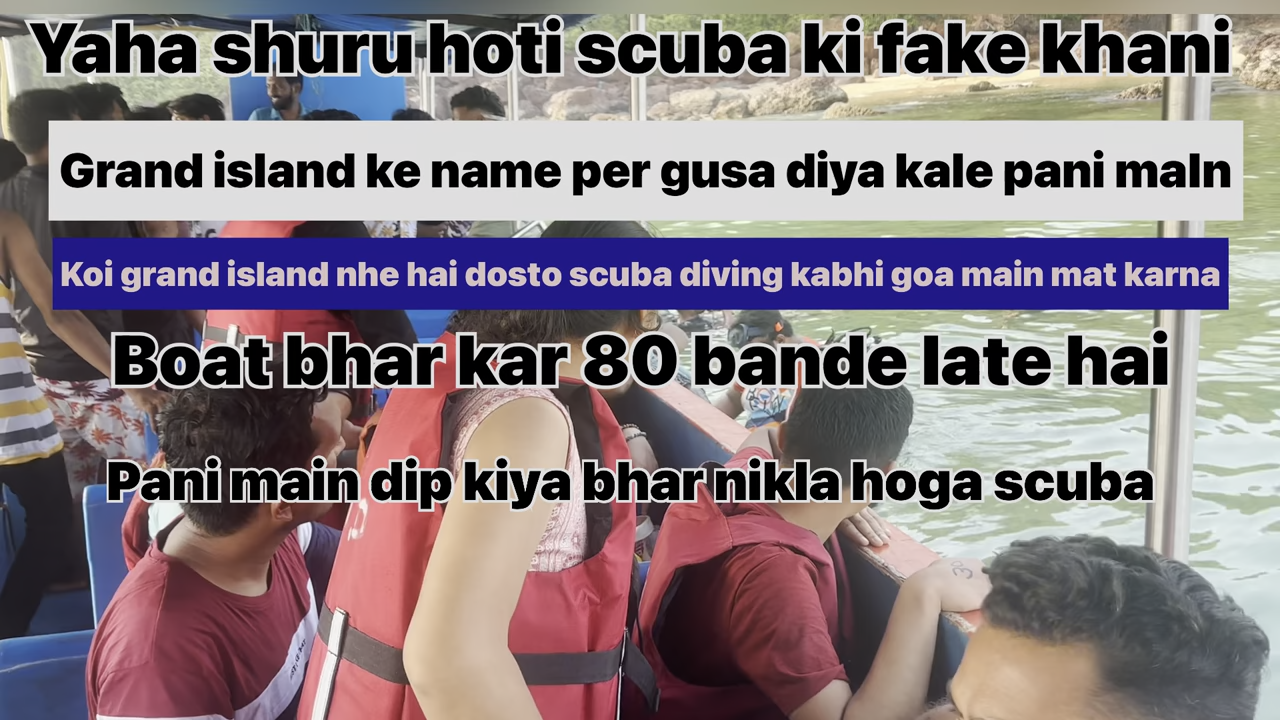 Yaha shuru hoti scuba ki fake khani
Grand island ke name per gusa diya kale pani maln
Koi grand island nhe hai dosto scuba diving kabhi goa main mat karna
Boat bhar kar 80 bande late hai
Pani main dip kiya bhar nikla hoga scuba